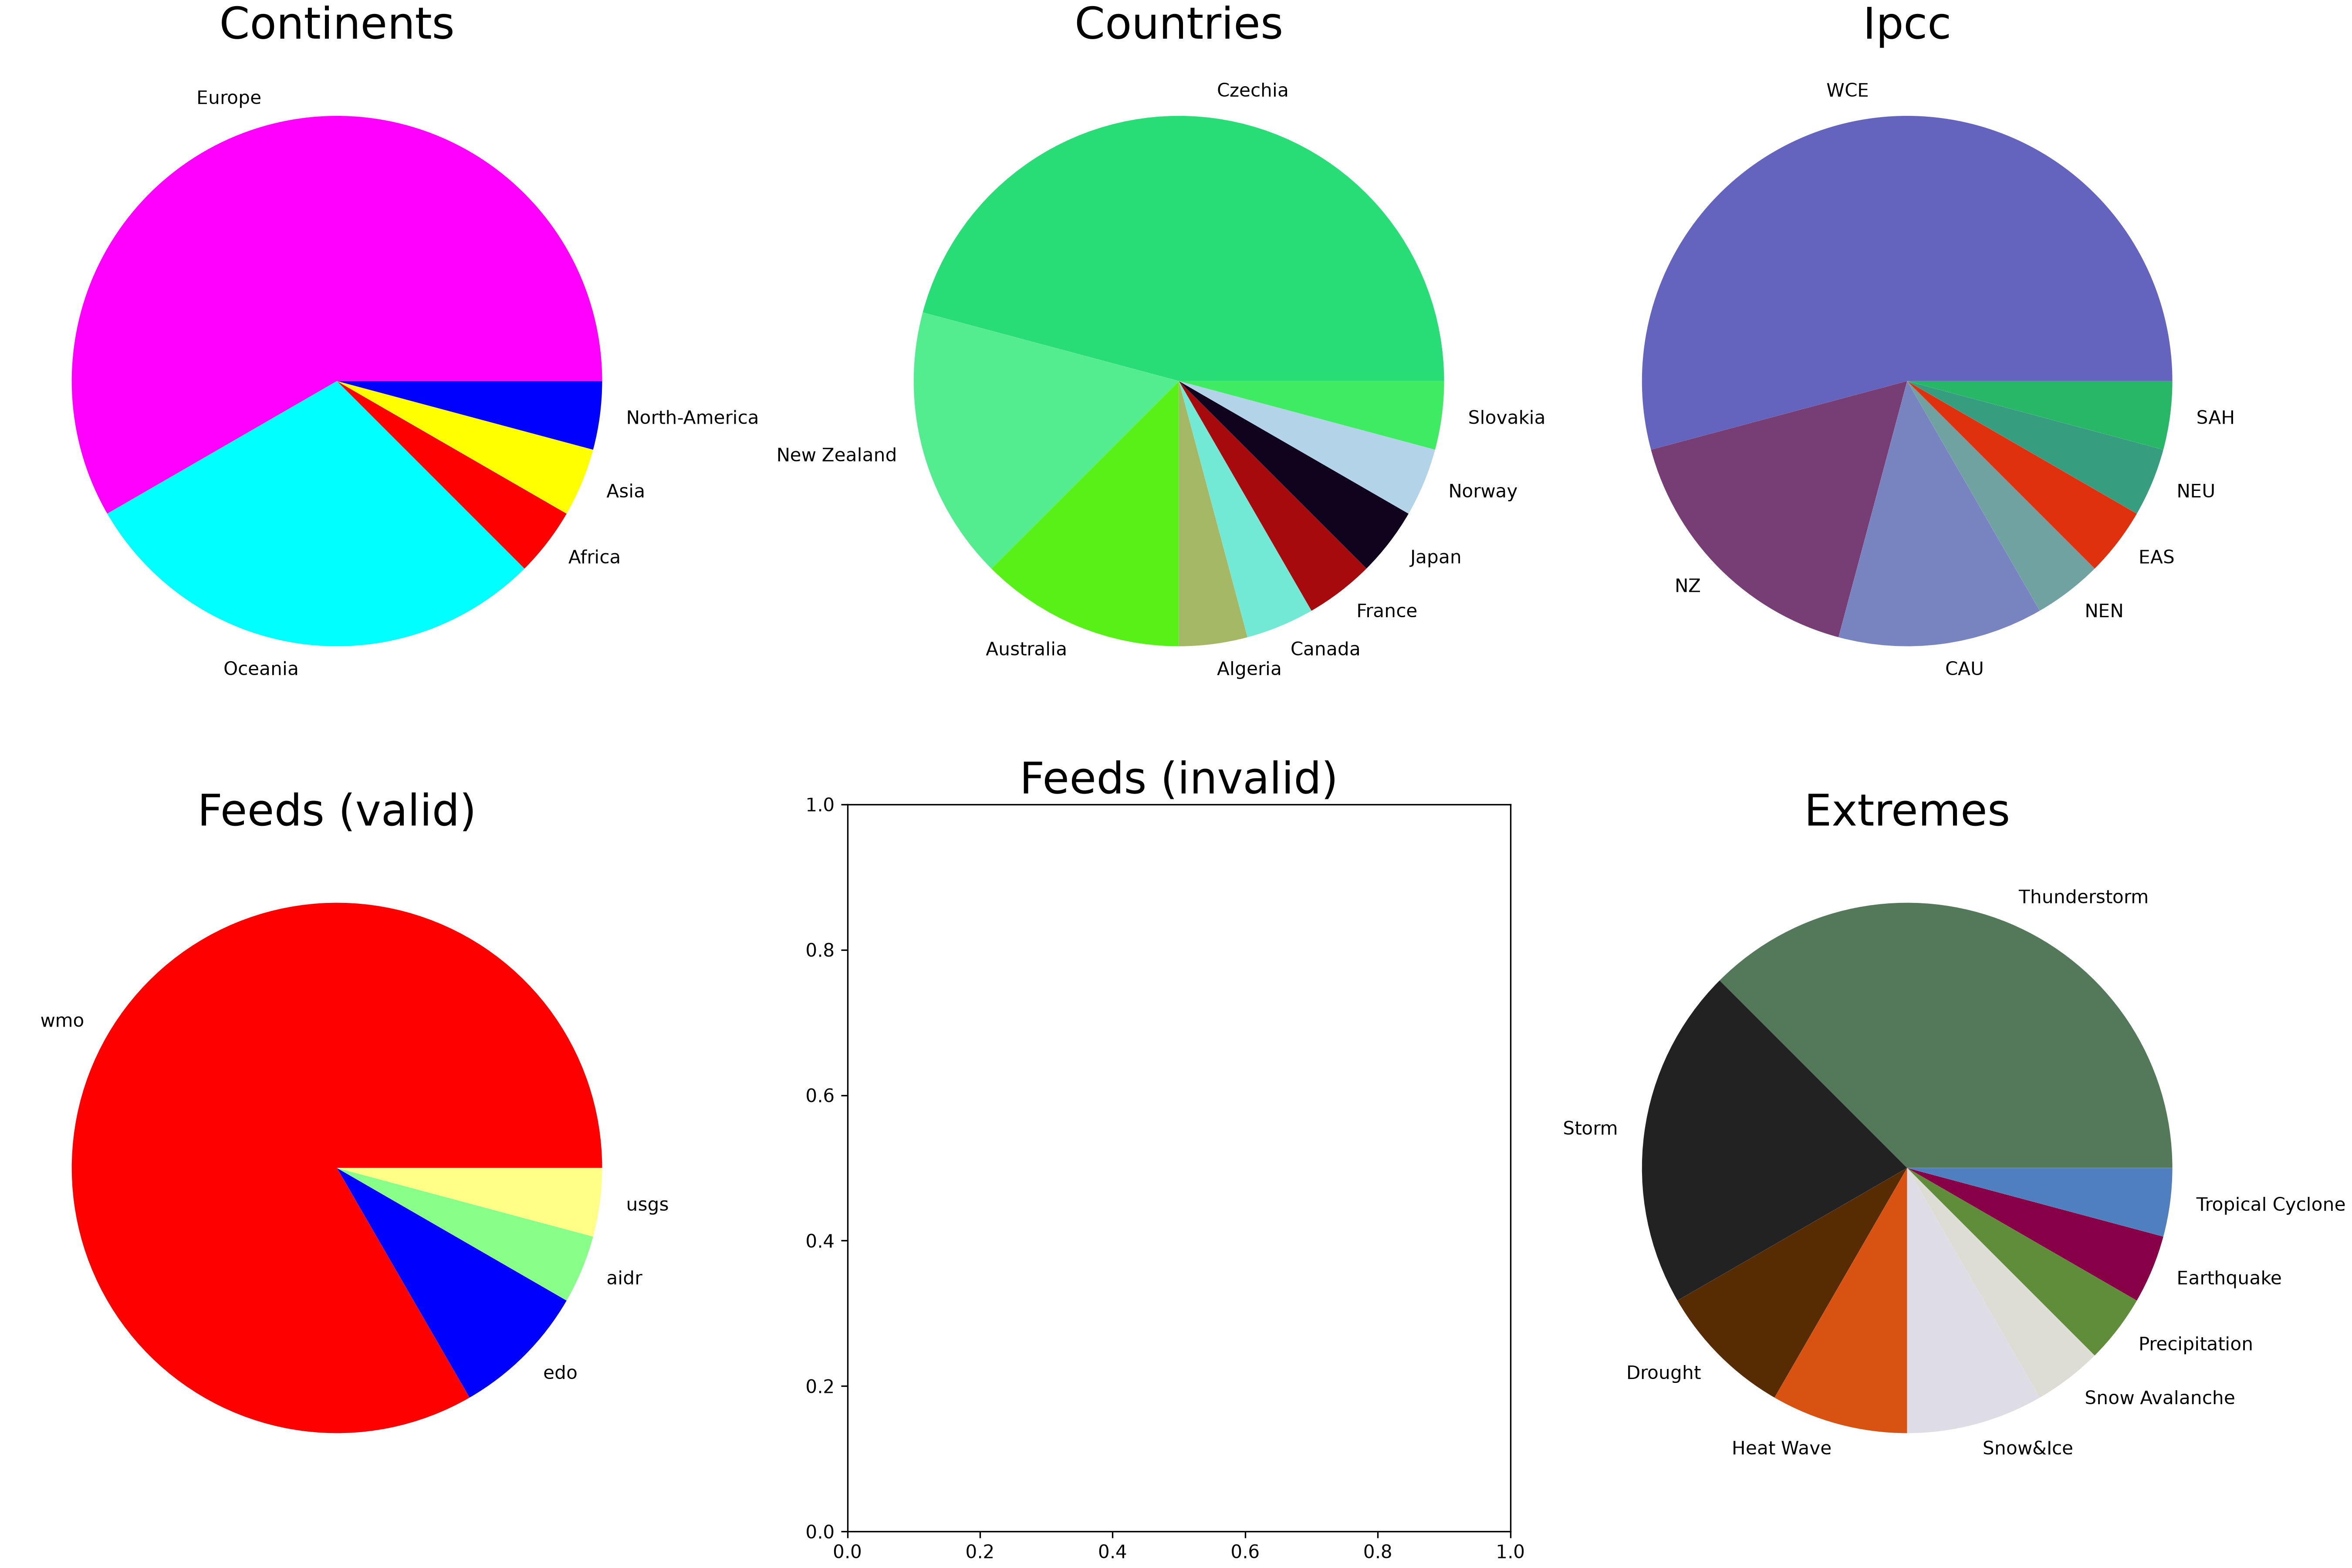 Continents
Europe
North-America
Asia
Africa
Oceania
Countries
Czechia
Slovakia
New Zealand
Norway
Japan
France
Australia
Canada
Algeria
Ipcc
WCE
SAH
NEU
EAS
NZ
NEN
CAU
Feeds (valid)
wmo
usgs
aidr
edo
Feeds (invalid)
1.0
0.8
0.6
0.4
0.2
0.0
0.0 0.2 0.4 0.6 0.8 1.0
Extremes
Thunderstorm
Storm
Tropical Cyclone
Earthquake
Precipitation
Drought
Snow Avalanche
Heat Wave
Snow&Ice